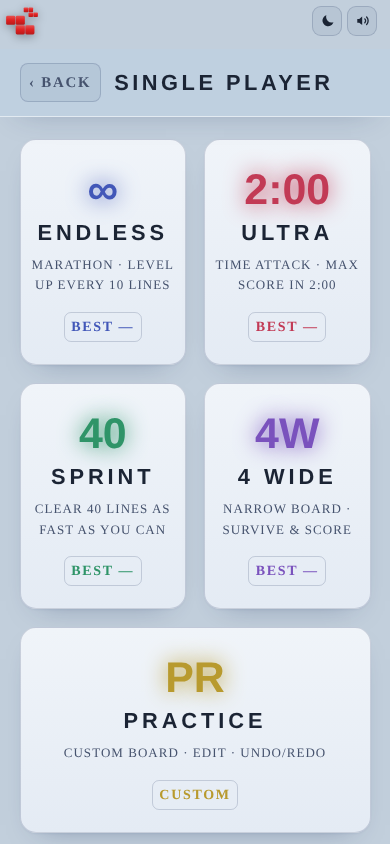 ‹ BACK
SINGLE PLAYER
∞
ENDLESS
MARATHON · LEVEL
UP EVERY 10 LINES
BEST —
2:00
ULTRA
TIME ATTACK · MAX
SCORE IN 2:00
BEST —
40
SPRINT
CLEAR 40 LINES AS
FAST AS YOU CAN
BEST —
4W
4 WIDE
NARROW BOARD ·
SURVIVE & SCORE
BEST —
PR
PRACTICE
CUSTOM BOARD · EDIT · UNDO/REDO
CUSTOM